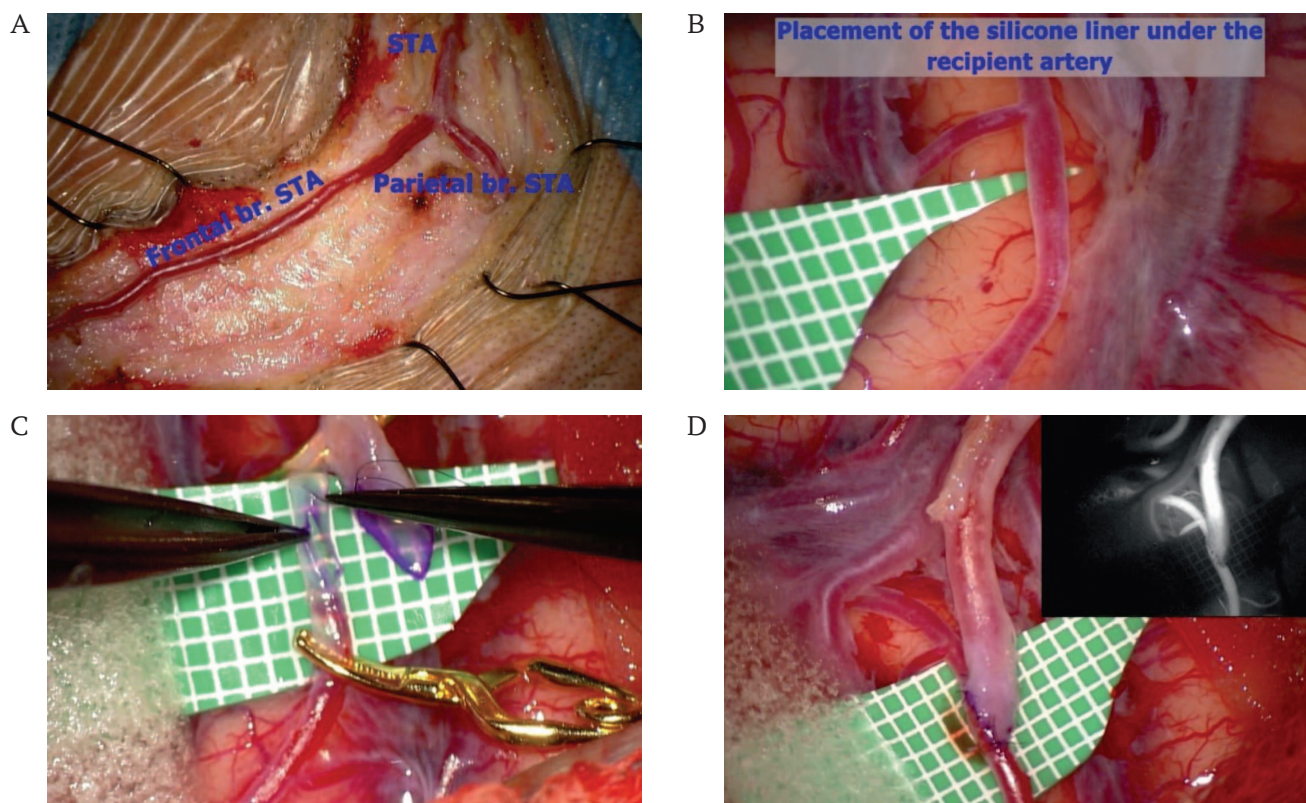 A
STA
Frontal br. STA
Parietal br. STA
B
Placement of the silicone liner under the
recipient artery
C
D